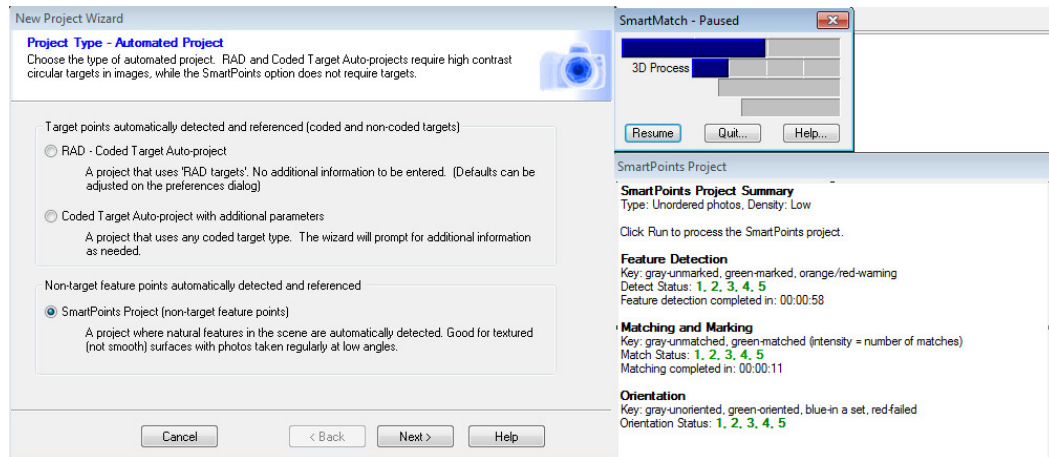 New Project Wizard
Project Type - Automated Project
Choose the type of automated project. RAD and Coded Target Auto-projects require high contrast
circular targets in images, while the SmartPoints option does not require targets.
Target points automatically detected and referenced (coded and non-coded targets)
RAD - Coded Target Auto-project
A project that uses 'RAD targets'. No additional information to be entered. (Defaults can be
adjusted on the preferences dialog)
Coded Target Auto-project with additional parameters
A project that uses any coded target type. The wizard will prompt for additional information
as needed.
Non-target feature points automatically detected and referenced
SmartPoints Project (non-target feature points)
A project where natural features in the scene are automatically detected. Good for textured
(not smooth) surfaces with photos taken regularly at low angles.
Cancel
< Back
Next >
Help
SmartMatch - Paused
3D Process
Resume
Quit...
Help...
SmartPoints Project
SmartPoints Project Summary
Type: Unordered photos, Density: Low
Click Run to process the SmartPoints project.
Feature Detection
Key: gray-unmarked, green-marked, orange/red-warning
Detect Status: 1, 2, 3, 4, 5
Feature detection completed in: 00:00:58
Matching and Marking
Key: gray-unmatched, green-matched (intensity = number of matches)
Match Status: 1, 2, 3, 4, 5
Matching completed in: 00:00:11
Orientation
Key: gray-unoriented, green-oriented, blue-in a set, red-failed
Orientation Status: 1, 2, 3, 4, 5